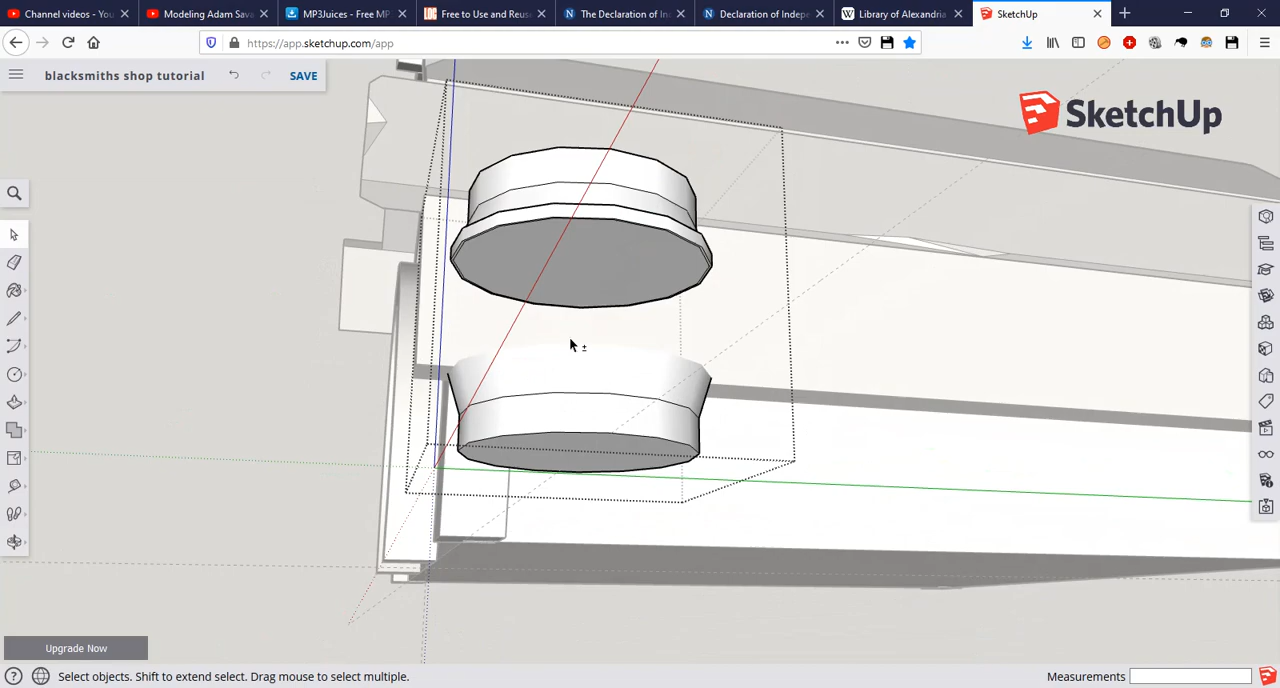 Channel videos - You
Modeling Adam Sava
MP3Juices - Free MP
Free to Use and Reus
The Declaration of In
Declaration of Indepe
Library of Alexandria
SketchUp
https://app.sketchup.com/app
blacksmiths shop tutorial
SAVE
SketchUp
Upgrade Now
Select objects. Shift to extend select. Drag mouse to select multiple.
Measurements